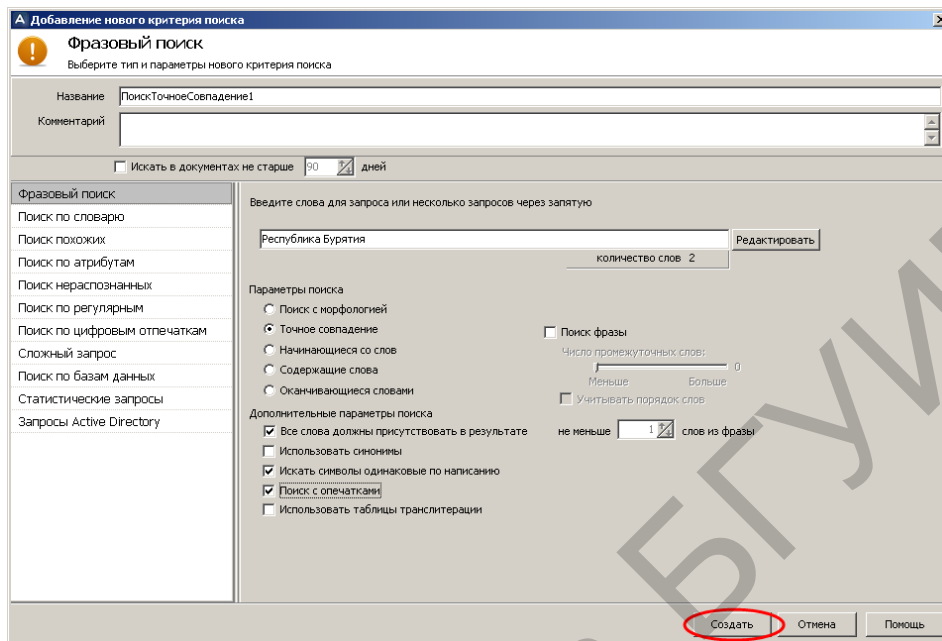 Добавление нового критерия поиска
Фразовый поиск
Выберите тип и параметры нового критерия поиска
Название ПоискТочноеСовпадение1
Комментарий
Искать в документах не старше 90 дней
Фразовый поиск
Поиск по словарю
Поиск похожих
Поиск по атрибутам
Поиск нераспознанных
Поиск по регулярным
Поиск по цифровым отпечаткам
Сложный запрос
Поиск по базам данных
Статистические запросы
Запросы Active Directory
Введите слова для запроса или несколько запросов через запятую
Республика Бурятия Редактировать
количество слов 2
Параметры поиска
Поиск с морфологией
Точное совпадение
Начинающиеся со слов
Содержащие слова
Оканчивающиеся словами
Поиск фразы
Число промежуточных слов:
0
Меньше Больше
Учитывать порядок слов
Дополнительные параметры поиска
Все слова должны присутствовать в результате не меньше 1 слов из фразы
Использовать синонимы
Искать символы одинаковые по написанию
Поиск с опечатками
Использовать таблицы транслитерации
Создать Отмена Помощь
БГУИ